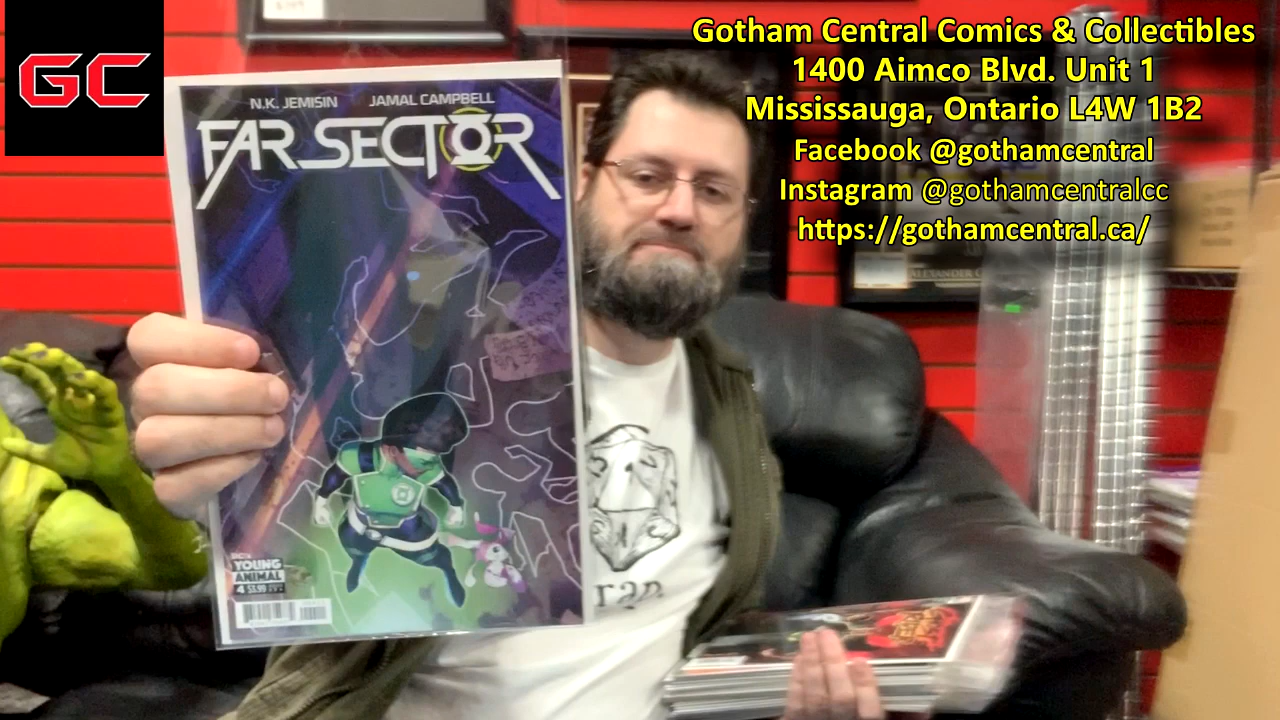 GC
Gotham Central Comics & Collectibles
1400 Aimco Blvd. Unit 1
Mississauga, Ontario L4W 1B2
Facebook @gothamcentral
Instagram @gothamcentralcc
https://gothamcentral.ca/
N.K. JEMISIN JAMAL CAMPBELL
FAR SECTOR
YOUNG
ANIMAL
4 $3.99